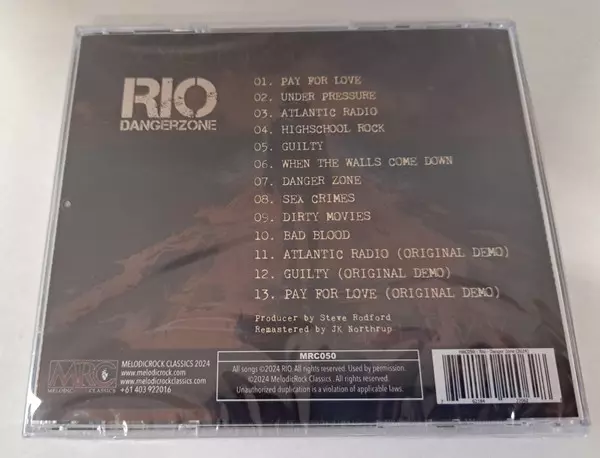 RIO
DANGERZONE
01. PAY FOR LOVE
02. UNDER PRESSURE
03. ATLANTIC RADIO
04. HIGHSCHOOL ROCK
05. GUILTY
06. WHEN THE WALLS COME DOWN
07. DANGER ZONE
08. SEX CRIMES
09. DIRTY MOVIES
10. BAD BLOOD
11. ATLANTIC RADIO (ORIGINAL DEMO)
12. GUILTY (ORIGINAL DEMO)
13. PAY FOR LOVE (ORIGINAL DEMO)
Producer by Steve Rodford
Remastered by JK Northrup
MRC
MELODICROCK CLASSICS
MELODICROCK CLASSICS 2024
www.melodicrock.com
www.melodicrockclassics.com
+61 403 922016
MRC050
All songs ©2024 RIO. All rights reserved. Used by permission.
©2024 MelodicRock Classics. All rights reserved.
Unauthorized duplication is a violation of applicable laws.